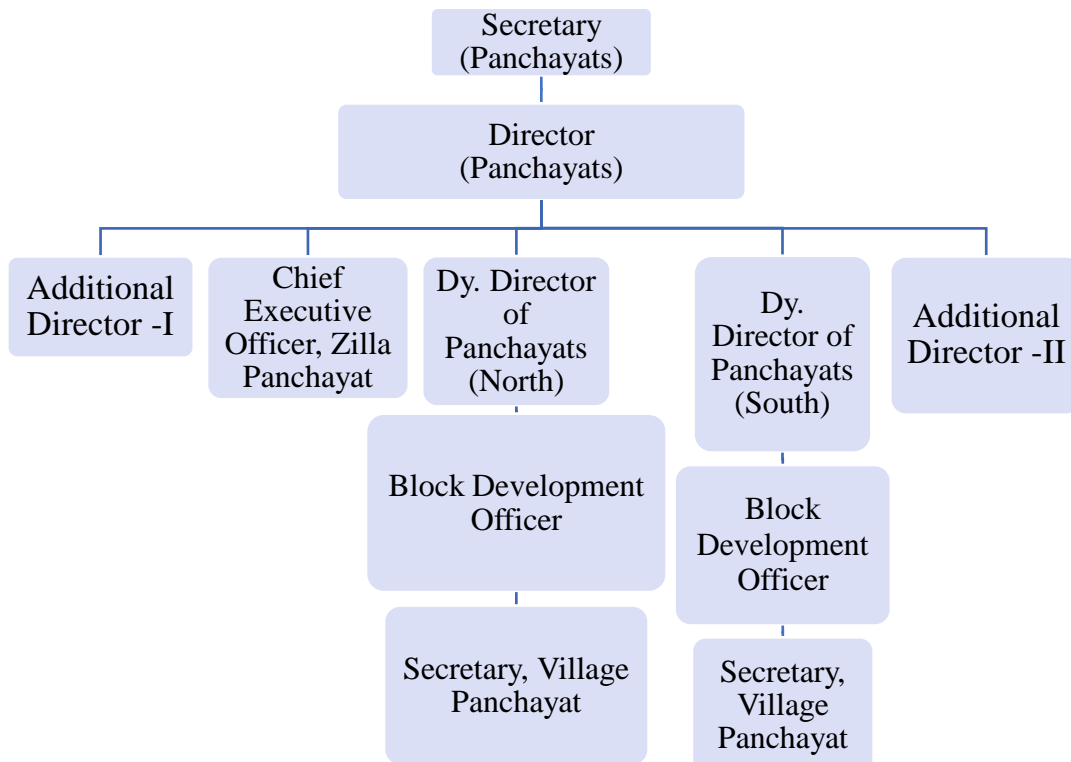 Secretary
(Panchayats)
Director
(Panchayats)
Additional
Director -I
Chief
Executive
Officer, Zilla
Panchayat
Dy. Director
of
Panchayats
(North)
Dy.
Director of
Panchayats
(South)
Additional
Director -II
Block Development
Officer
Block
Development
Officer
Secretary, Village
Panchayat
Secretary,
Village
Panchayat